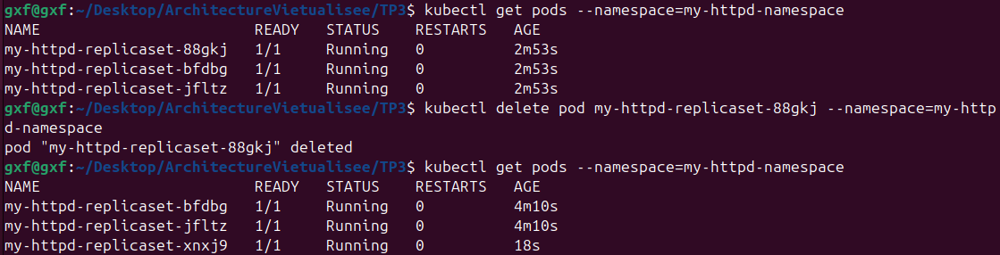 gxf@gxf:~/Desktop/ArchitectureVietualisee/TP3$ kubectl get pods --namespace=my-httpd-namespace
NAME READY STATUS RESTARTS AGE
my-httpd-replicaset-88gkj 1/1 Running 0 2m53s
my-httpd-replicaset-bfdbg 1/1 Running 0 2m53s
my-httpd-replicaset-jfltz 1/1 Running 0 2m53s
gxf@gxf:~/Desktop/ArchitectureVietualisee/TP3$ kubectl delete pod my-httpd-replicaset-88gkj --namespace=my-http
d-namespace
pod "my-httpd-replicaset-88gkj" deleted
gxf@gxf:~/Desktop/ArchitectureVietualisee/TP3$ kubectl get pods --namespace=my-httpd-namespace
NAME READY STATUS RESTARTS AGE
my-httpd-replicaset-bfdbg 1/1 Running 0 4m10s
my-httpd-replicaset-jfltz 1/1 Running 0 4m10s
my-httpd-replicaset-xnxj9 1/1 Running 0 18s